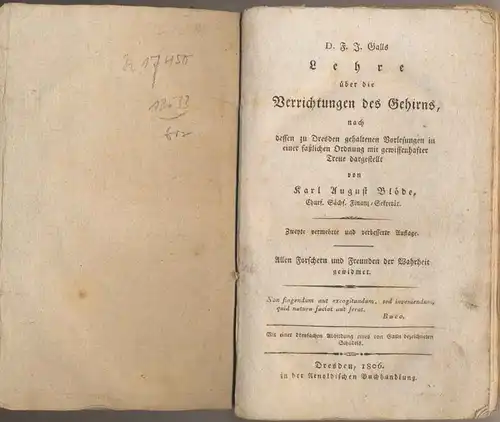 D. F. J. Galls
Lehre
über die
Verrichtungen des Gehirns,
nach
dessen zu Dresden gehaltenen Vorlesungen in
einer faßlichen Ordnung mit gewissenhafter
Treue dargestellt
von
Karl August Blöde,
Churf. Sächs. Finanz-Sekretär.
Zweyte vermehrte und verbesserte Auflage.
Allen Forschern und Freunden der Wahrheit
gewidmet.
Non fingendum aut excogitandum, sed inveniendum,
quid natura faciat aut ferat.
Baco.
Mit einer dreyfachen Abbildung eines von Gall bezeichneten
Schädels.
Dresden, 1806.
in der Arnoldischen Buchhandlung.